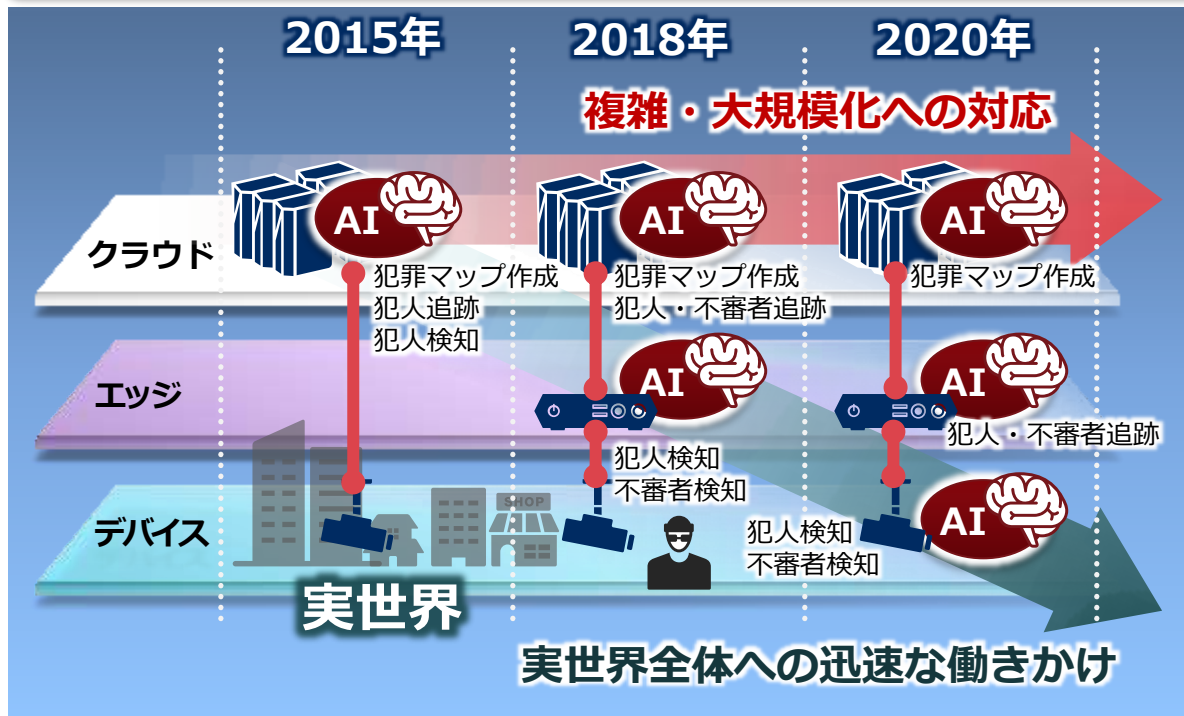 2015年
2018年
2020年
複雑・大規模化への対応
クラウド
AI
犯罪マップ作成
犯人追跡
犯人検知
AI
犯罪マップ作成
犯人・不審者追跡
AI
犯罪マップ作成
エッジ
AI
犯人検知
不審者検知
AI
犯人・不審者追跡
デバイス
SHOP
犯人検知
不審者検知
AI
実世界
実世界全体への迅速な働きかけ